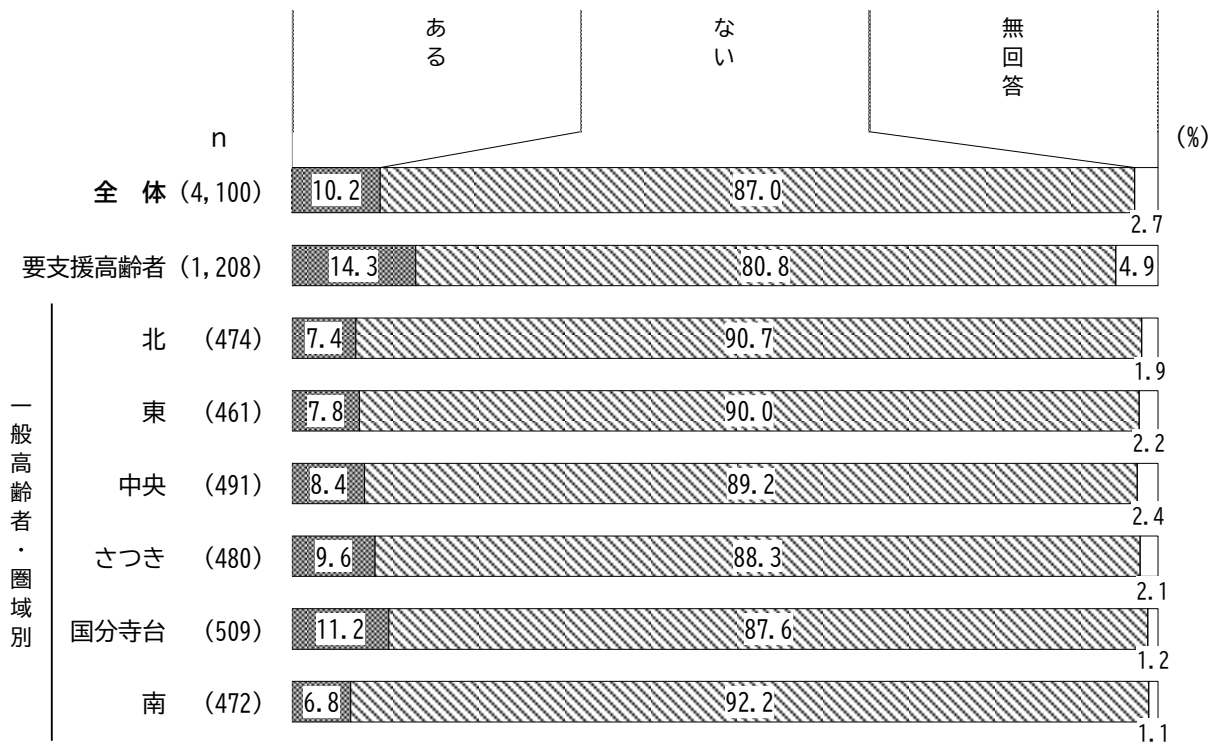 ある
ない
無回答
n
(%)
全 体 (4,100)
10.2
87.0
2.7
要支援高齢者 (1,208)
14.3
80.8
4.9
一般高齢者・圏域別
北 (474)
7.4
90.7
1.9
東 (461)
7.8
90.0
2.2
中央 (491)
8.4
89.2
2.4
さつき (480)
9.6
88.3
2.1
国分寺台 (509)
11.2
87.6
1.2
南 (472)
6.8
92.2
1.1